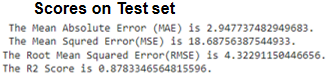 Scores on Test set
The Mean Absolute Error (MAE) is 2.947737482949683.
The Mean Squred Error(MSE) is 18.68756387544933.
The Root Mean Squared Error(RMSE) is 4.32291150446656.
The R2 Score is 0.8783346564815596.